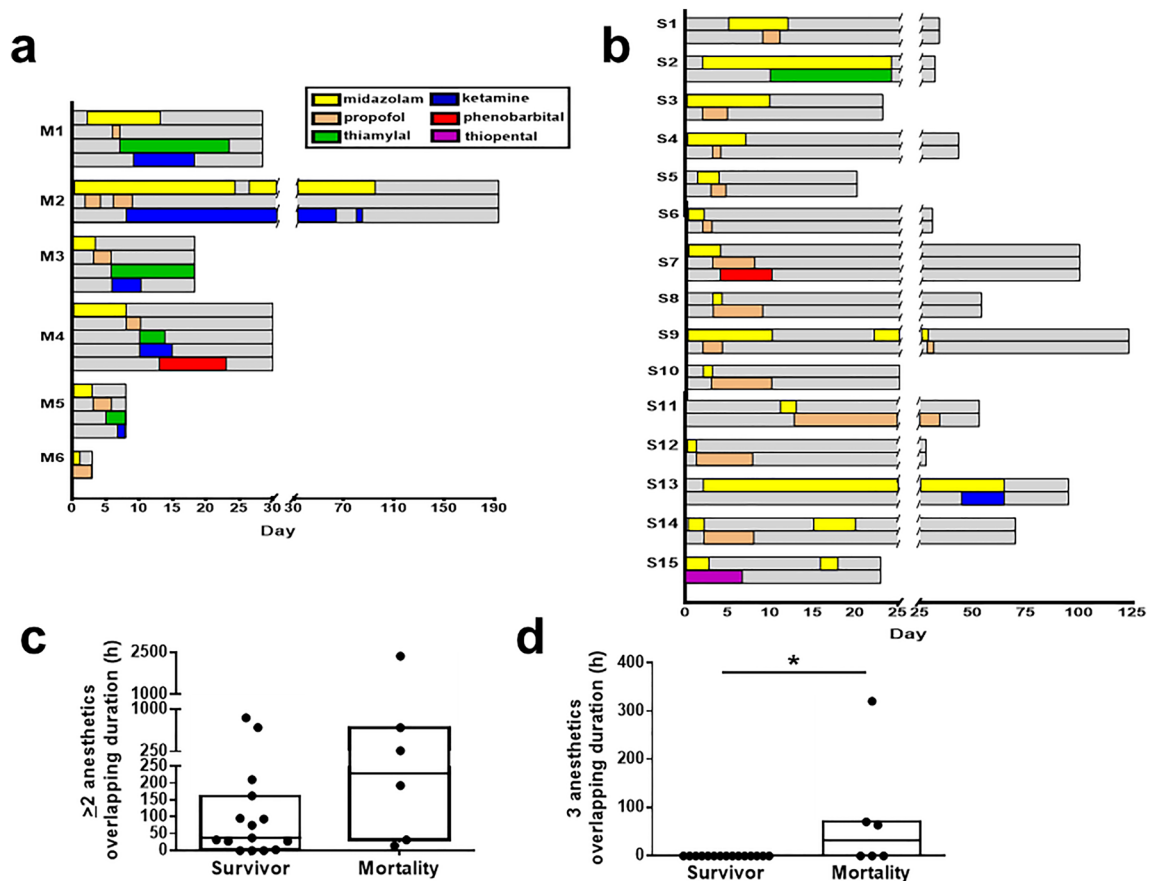 a
midazolam ketamine
propofol phenobarbital
thiamylal thiopental
M1
M2
M3
M4
M5
M6
0 5 10 15 20 25 30 30 70 110 150 190
Day
b
S1
S2
S3
S4
S5
S6
S7
S8
S9
S10
S11
S12
S13
S14
S15
0 5 10 15 20 25 25 50 75 100 125
Day
c
≥2 anesthetics
overlapping duration (h)
2500
1000
1000
250
250
200
150
100
50
0
Survivor Mortality
d
3 anesthetics
overlapping duration (h)
400
300
200
100
0
*
Survivor Mortality